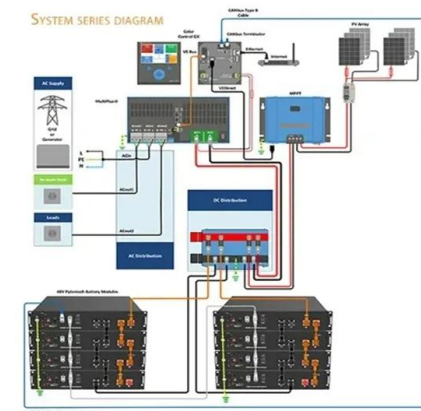 SYSTEM SERIES DIAGRAM
CANbus Type B
Cable
PV Array
Color
Control GX
CANbus Terminator
VE Bus
Ethernet
Internet
AC Supply
MultiPlus-II
VEDirect
MPPT
Grid
or
Generator
L
PE
N
ACin
ACout1
DC Distribution
Loads
ACout2
AC Distribution
48V Pylontech Battery Modules